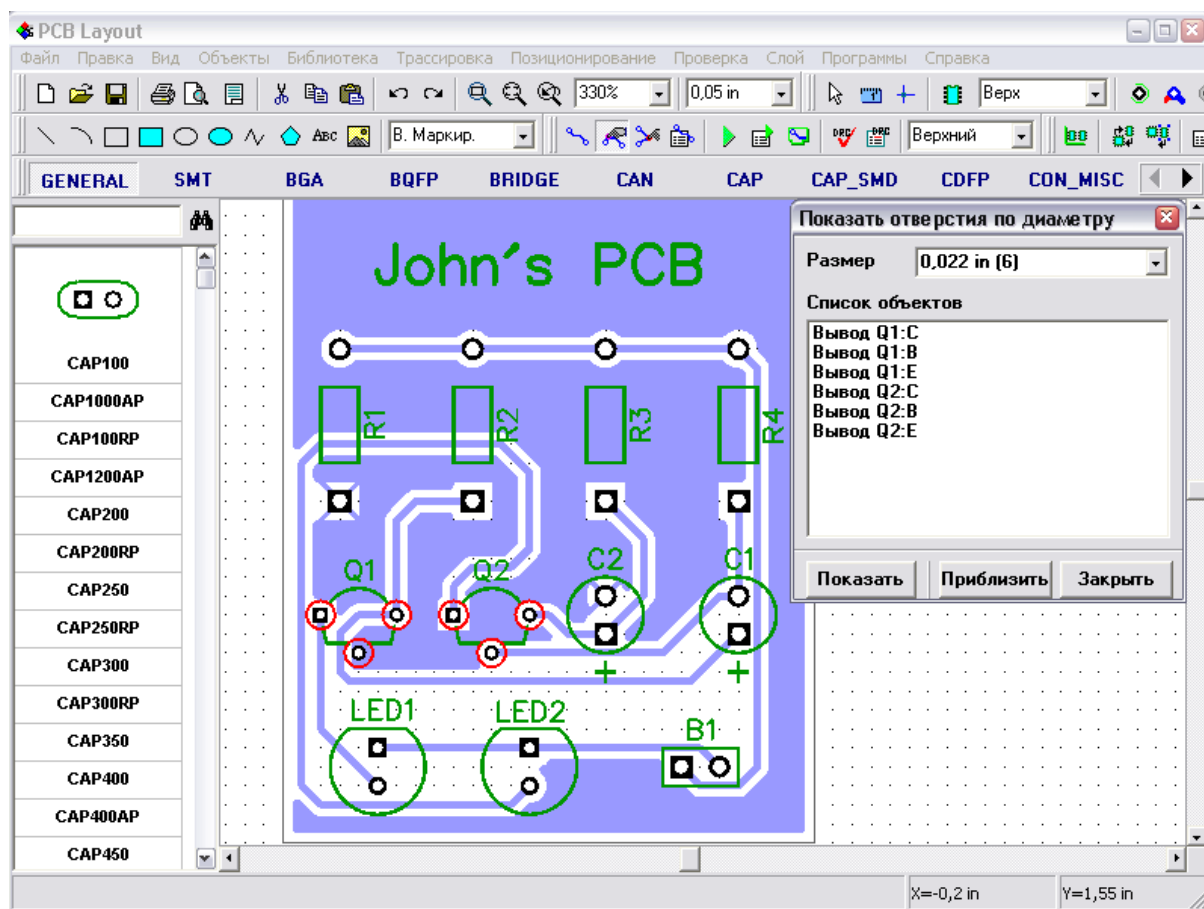 PCB Layout
Файл Правка Вид Объекты Библиотека Трассировка Позиционирование Проверка Слой Программы Справка
330% 0,05 in Верх
ABC В. Маркир. DRC DRC Верхний
GENERAL SMT BGA BQFP BRIDGE CAN CAP CAP_SMD CDFP CON_MISC
CAP100
CAP1000AP
CAP100RP
CAP1200AP
CAP200
CAP200RP
CAP250
CAP250RP
CAP300
CAP300RP
CAP350
CAP400
CAP400AP
CAP450
John's PCB
R1 R2 R3 R4
Q1 Q2 C2 C1
+ +
LED1 LED2 B1
Показать отверстия по диаметру
Размер 0,022 in (6)
Список объектов
Вывод Q1:C
Вывод Q1:B
Вывод Q1:E
Вывод Q2:C
Вывод Q2:B
Вывод Q2:E
Показать Приблизить Закрыть
X=-0,2 in Y=1,55 in